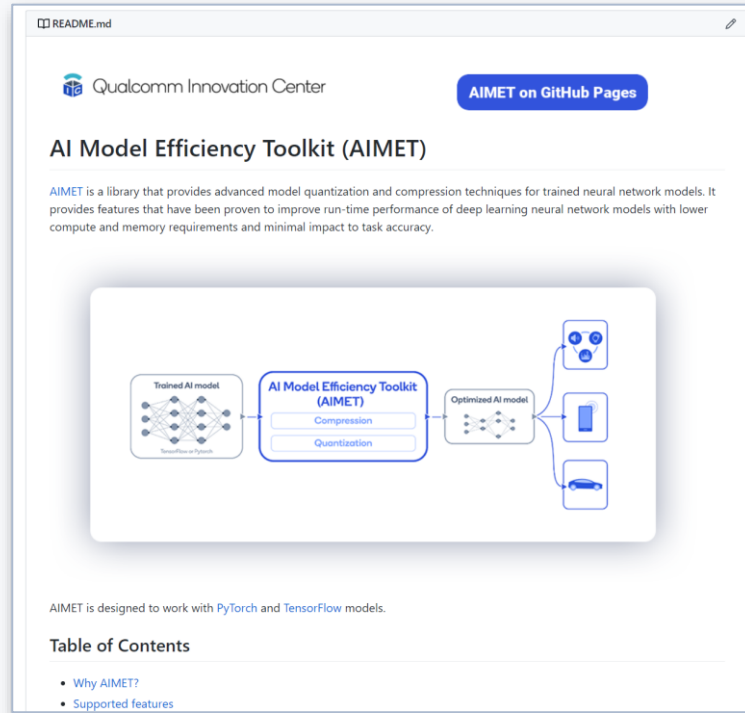 README.md
Qualcomm Innovation Center
AIMET on GitHub Pages
AI Model Efficiency Toolkit (AIMET)
AIMET is a library that provides advanced model quantization and compression techniques for trained neural network models. It
provides features that have been proven to improve run-time performance of deep learning neural network models with lower
compute and memory requirements and minimal impact to task accuracy.
Trained AI model
TensorFlow or Pytorch
AI Model Efficiency Toolkit
(AIMET)
Compression
Quantization
Optimized AI model
AIMET is designed to work with PyTorch and TensorFlow models.
Table of Contents
• Why AIMET?
• Supported features